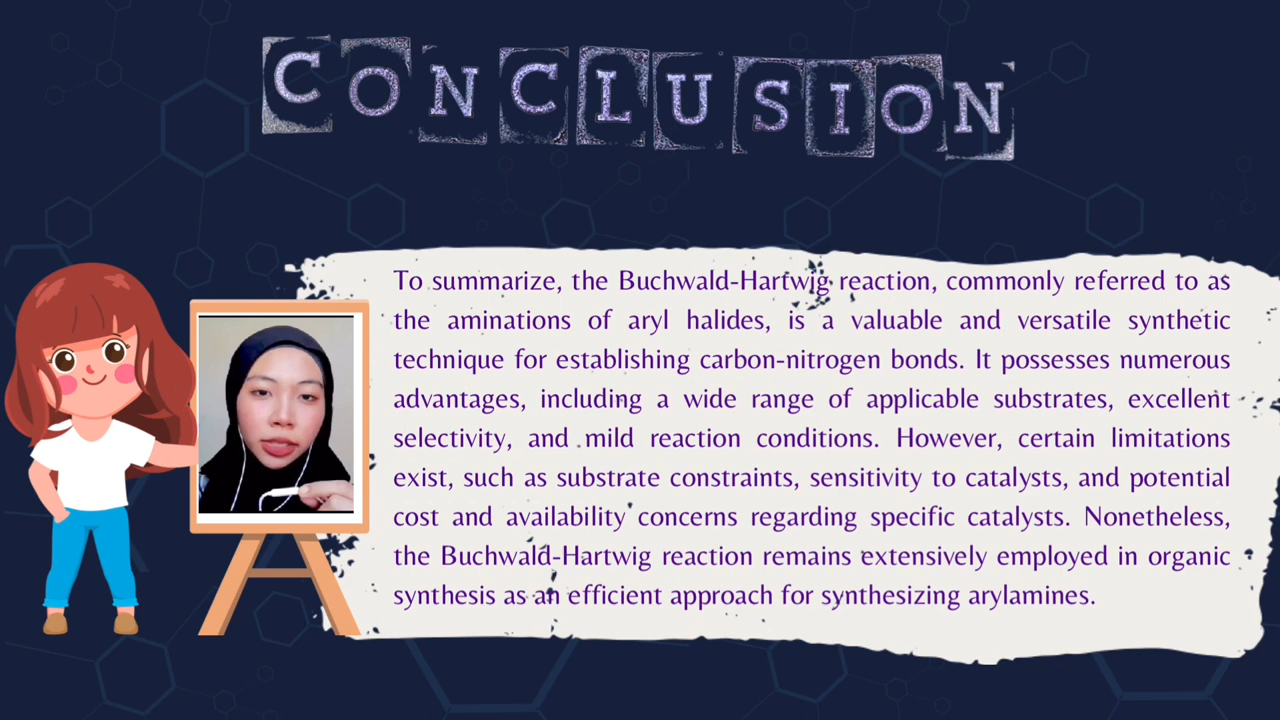 CONCLUSION
To summarize, the Buchwald-Hartwig reaction, commonly referred to as
the aminations of aryl halides, is a valuable and versatile synthetic
technique for establishing carbon-nitrogen bonds. It possesses numerous
advantages, including a wide range of applicable substrates, excellent
selectivity, and mild reaction conditions. However, certain limitations
exist, such as substrate constraints, sensitivity to catalysts, and potential
cost and availability concerns regarding specific catalysts. Nonetheless,
the Buchwald-Hartwig reaction remains extensively employed in organic
synthesis as an efficient approach for synthesizing arylamines.